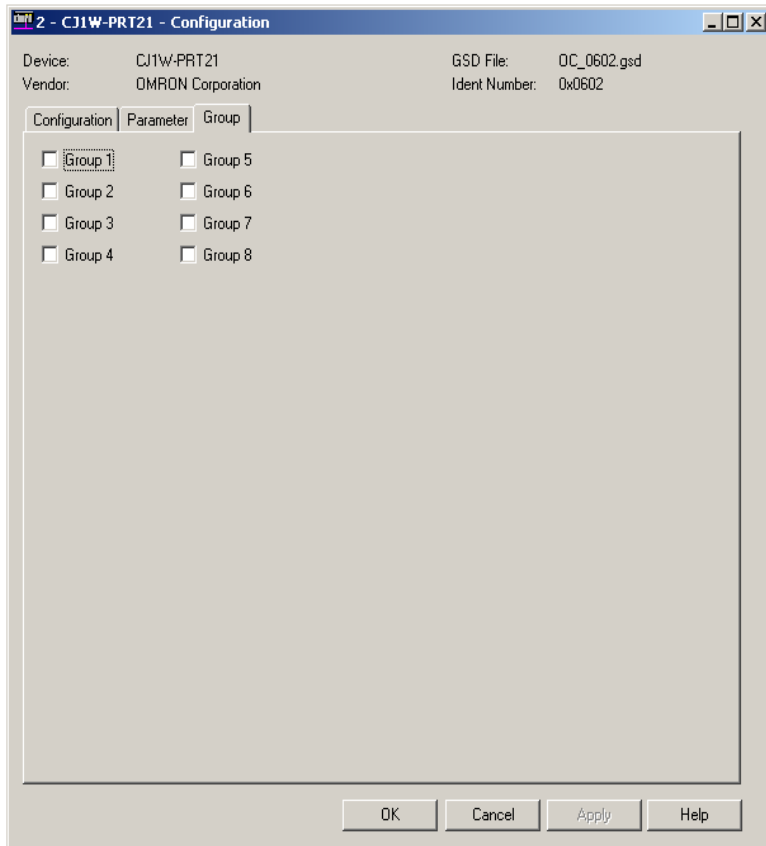 2 - CJ1W-PRT21 - Configuration
Device: CJ1W-PRT21 GSD File: OC_0602.gsd
Vendor: OMRON Corporation Ident Number: 0x0602
Configuration Parameter Group
Group 1 Group 5
Group 2 Group 6
Group 3 Group 7
Group 4 Group 8
OK Cancel Apply Help